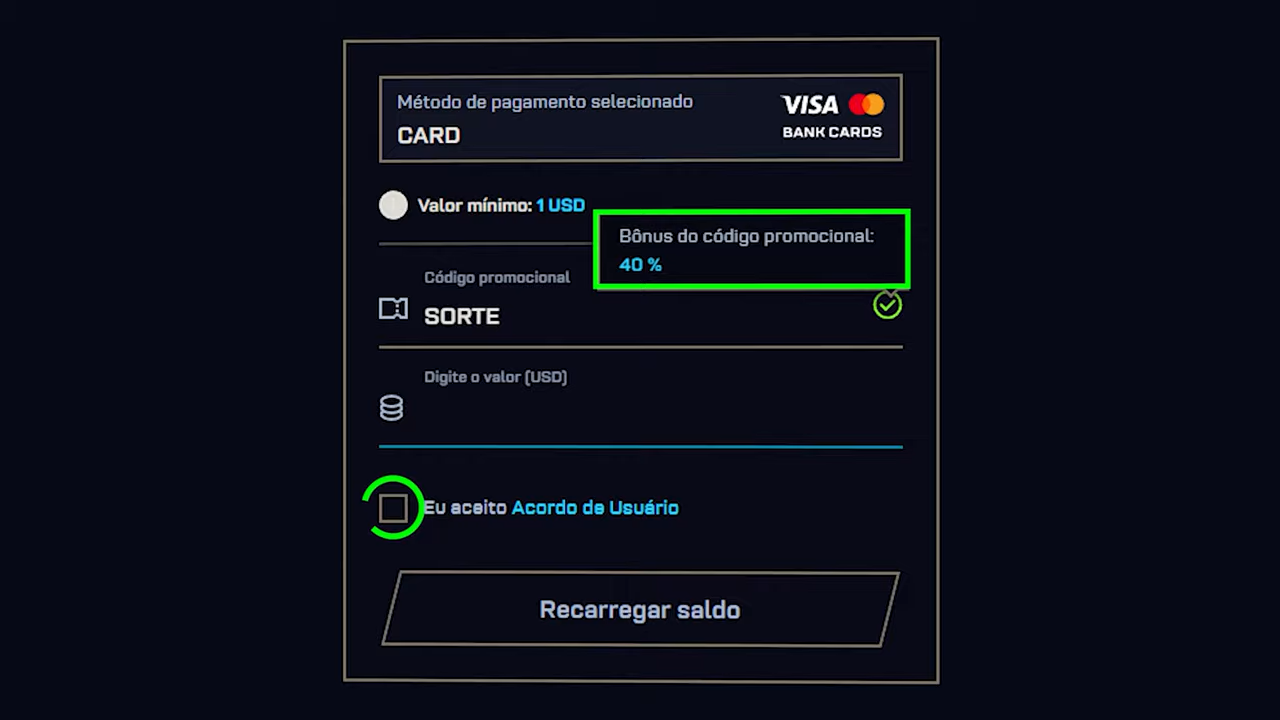 Método de pagamento selecionado
CARD
VISA
BANK CARDS
Valor mínimo: 1 USD
Bônus do código promocional:
40 %
Código promocional
SORTE
Digite o valor (USD)
Eu aceito Acordo de Usuário
Recarregar saldo